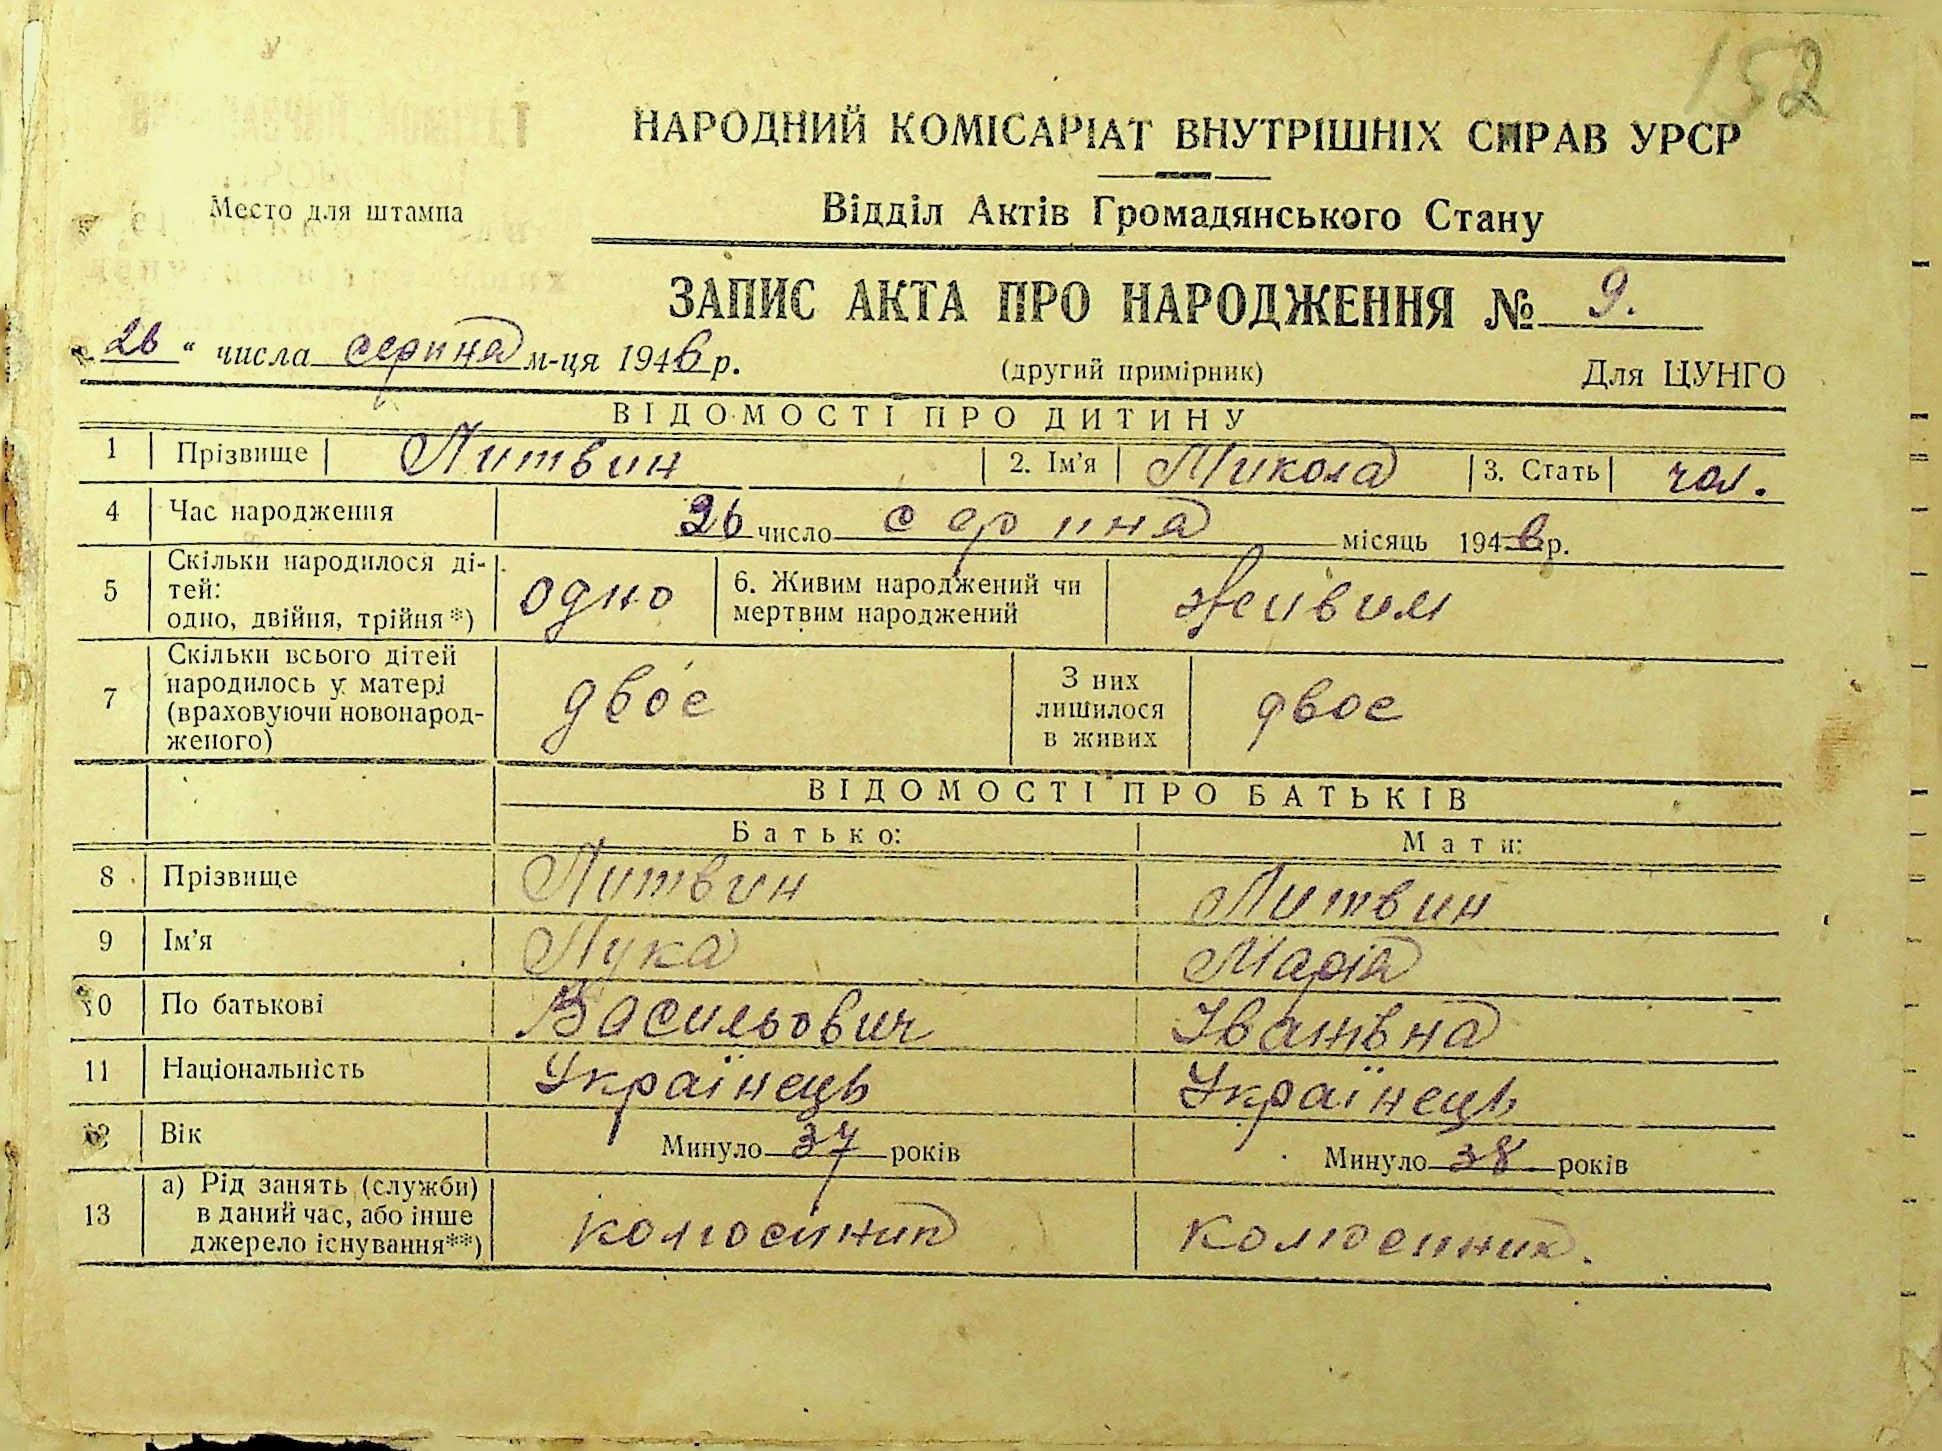 152
НАРОДНИЙ КОМІСАРІАТ ВНУТРІШНІХ СПРАВ УРСР
Место для штампа
Відділ Актів Громадянського Стану
ЗАПИС АКТА ПРО НАРОДЖЕННЯ № 9.
„26“ числа серпня м-ця 1946 р.
(другий примірник) Для ЦУНГО
ВІДОМОСТІ ПРО ДИТИНУ
1 Прізвище Литвин 2. Ім'я Микола 3. Стать чол.
4 Час народження 26 число серпня місяць 1946 р.
5 Скільки народилося ді-
тей:
одно, двійня, трійня*) одно 6. Живим народжений чи
мертвим народжений живим
7 Скільки всього дітей
народилось у матері
(враховуючи новонарод-
женого) двоє З них
лишилося
в живих двоє
ВІДОМОСТІ ПРО БАТЬКІВ
Батько: Мати:
8 Прізвище Литвин Литвин
9 Ім'я Лука Марія
10 По батькові Васильович Іванівна
11 Національність Українець Українець
12 Вік Минуло 37 років Минуло 38 років
13 а) Рід занять (служби)
в даний час, або інше
джерело існування**)